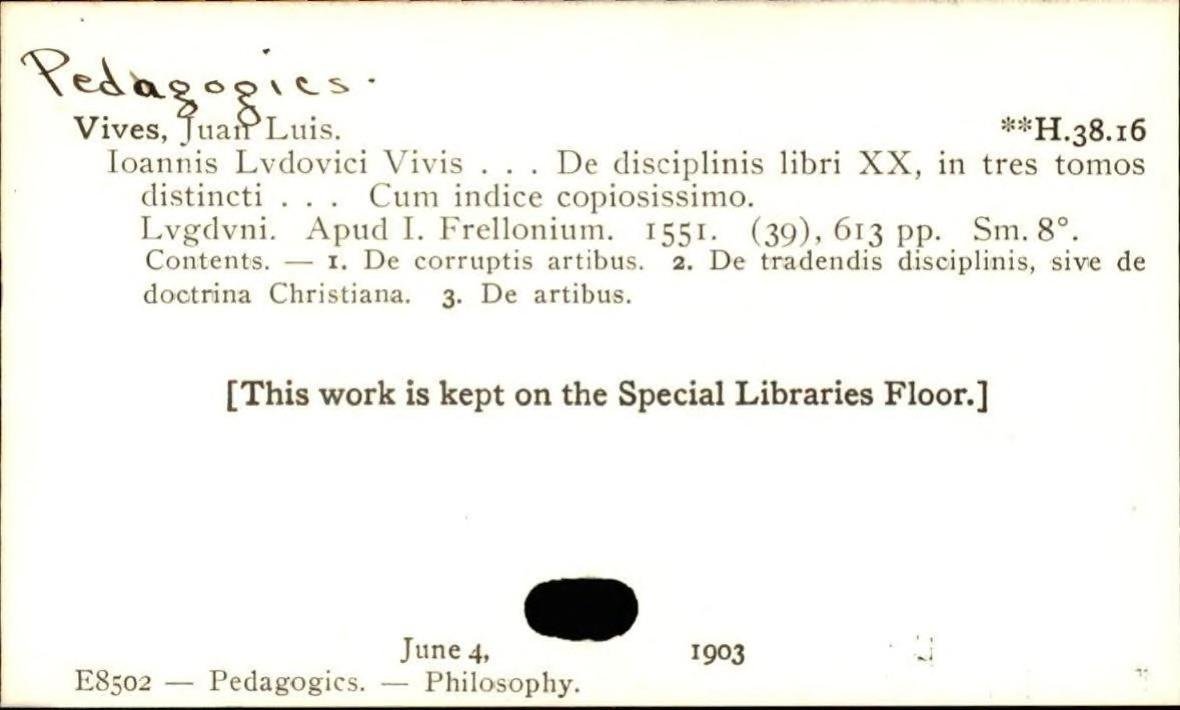 Pedagogics.
Vives, Juan Luis. **H.38.16
Ioannis Lvdovici Vivis . . . De disciplinis libri XX, in tres tomos
distincti . . . Cum indice copiosissimo.
Lvgdvni. Apud I. Frellonium. 1551. (39), 613 pp. Sm. 8°.
Contents. — 1. De corruptis artibus. 2. De tradendis disciplinis, sive de
doctrina Christiana. 3. De artibus.
[This work is kept on the Special Libraries Floor.]
June 4, 1903
E8502 — Pedagogics. — Philosophy.